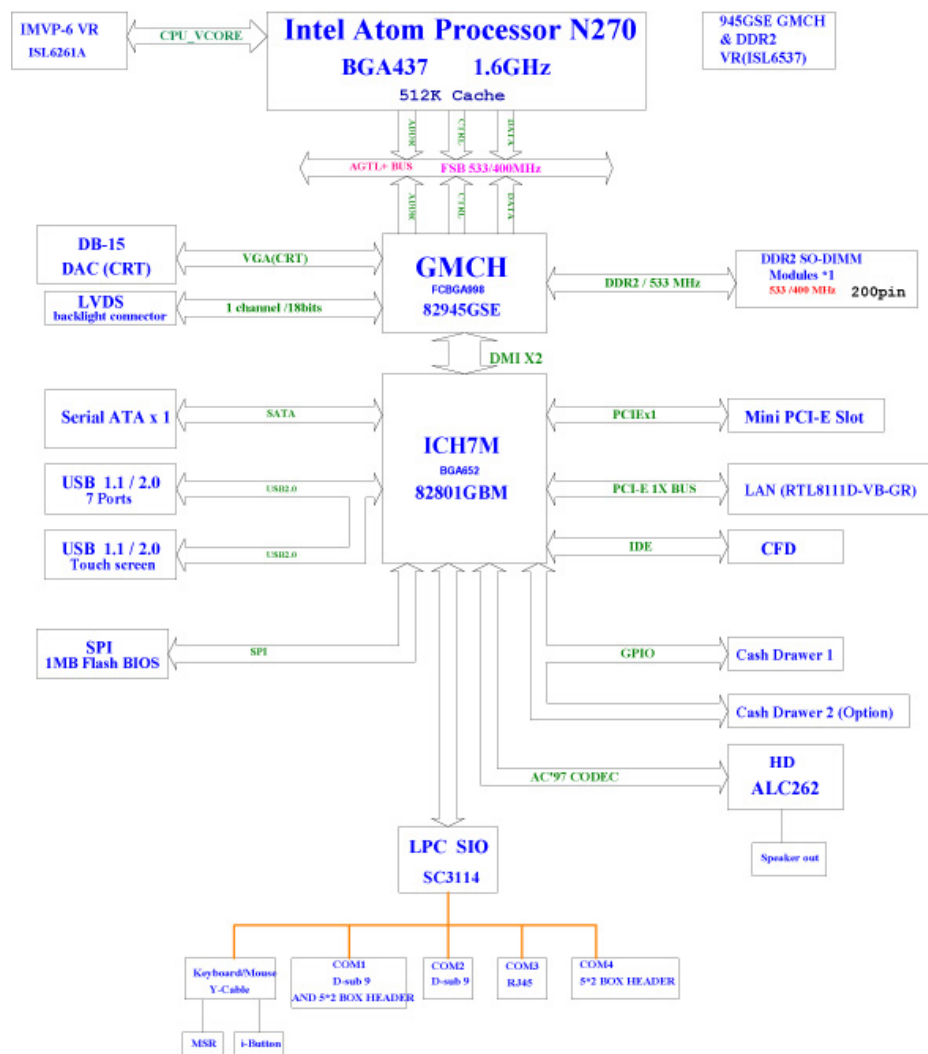 IMVP-6 VR
ISL6261A
CPU_VCORE
Intel Atom Processor N270
BGA437 1.6GHz
512K Cache
945GSE GMCH
& DDR2
VR(ISL6537)
ADDR
CTRL
DATA
AGTL+ BUS
FSB 533/400MHz
ADDR
CTRL
DATA
DB-15
DAC (CRT)
VGA(CRT)
LVDS
backlight connector
1 channel /18bits
GMCH
FCBGA998
82945GSE
DDR2 / 533 MHz
DDR2 SO-DIMM
Modules *1
533 /400 MHz 200pin
DMI X2
Serial ATA x 1
SATA
USB 1.1 / 2.0
7 Ports
USB2.0
USB 1.1 / 2.0
Touch screen
USB2.0
ICH7M
BGA652
82801GBM
PCIEx1
Mini PCI-E Slot
PCI-E 1X BUS
LAN (RTL8111D-VB-GR)
IDE
CFD
SPI
1MB Flash BIOS
SPI
GPIO
Cash Drawer 1
Cash Drawer 2 (Option)
AC'97 CODEC
HD
ALC262
Speaker out
LPC SIO
SC3114
Keyboard/Mouse
Y-Cable
COM1
D-sub 9
AND 5*2 BOX HEADER
COM2
D-sub 9
COM3
RJ45
COM4
5*2 BOX HEADER
MSR
i-Button